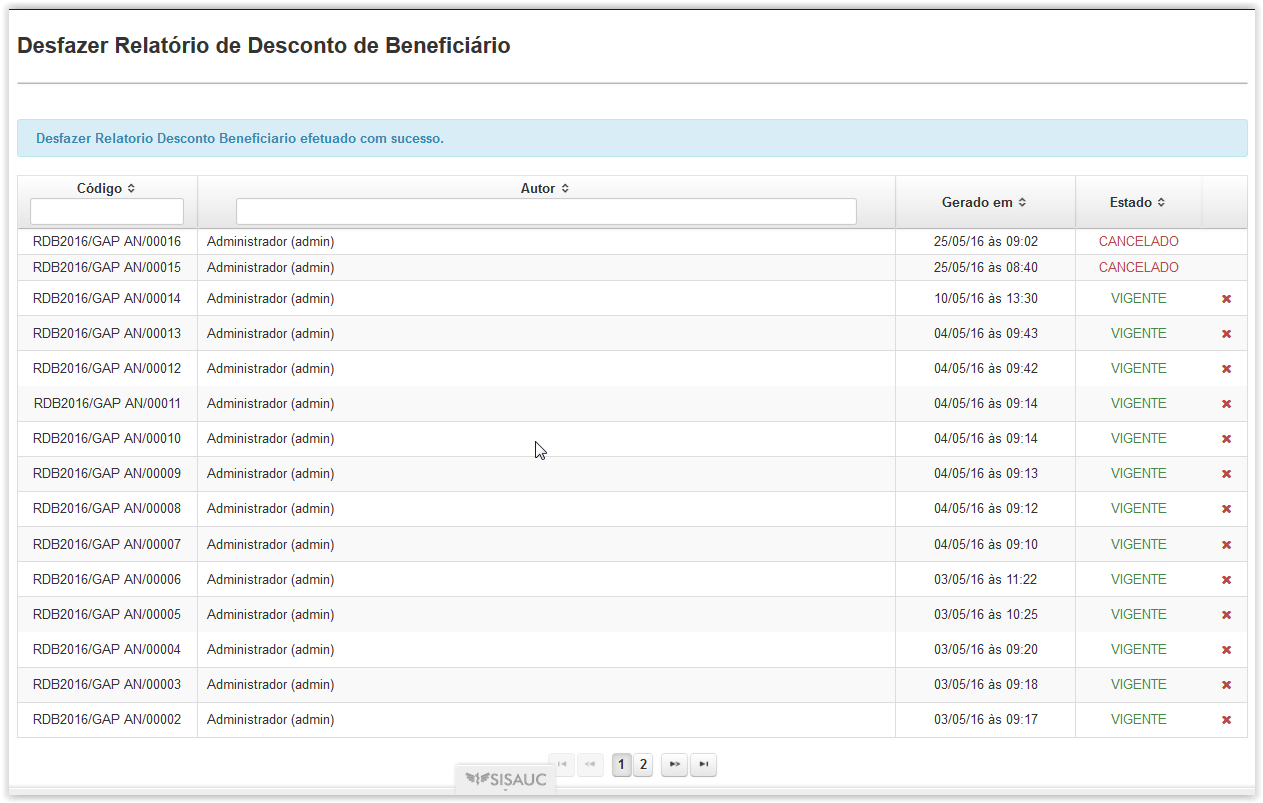 Desfazer Relatório de Desconto de Beneficiário
Desfazer Relatorio Desconto Beneficiario efetuado com sucesso.
Código Autor Gerado em Estado
RDB2016/GAP AN/00016 Administrador (admin) 25/05/16 às 09:02 CANCELADO
RDB2016/GAP AN/00015 Administrador (admin) 25/05/16 às 08:40 CANCELADO
RDB2016/GAP AN/00014 Administrador (admin) 10/05/16 às 13:30 VIGENTE
RDB2016/GAP AN/00013 Administrador (admin) 04/05/16 às 09:43 VIGENTE
RDB2016/GAP AN/00012 Administrador (admin) 04/05/16 às 09:42 VIGENTE
RDB2016/GAP AN/00011 Administrador (admin) 04/05/16 às 09:14 VIGENTE
RDB2016/GAP AN/00010 Administrador (admin) 04/05/16 às 09:14 VIGENTE
RDB2016/GAP AN/00009 Administrador (admin) 04/05/16 às 09:13 VIGENTE
RDB2016/GAP AN/00008 Administrador (admin) 04/05/16 às 09:12 VIGENTE
RDB2016/GAP AN/00007 Administrador (admin) 04/05/16 às 09:10 VIGENTE
RDB2016/GAP AN/00006 Administrador (admin) 03/05/16 às 11:22 VIGENTE
RDB2016/GAP AN/00005 Administrador (admin) 03/05/16 às 10:25 VIGENTE
RDB2016/GAP AN/00004 Administrador (admin) 03/05/16 às 09:20 VIGENTE
RDB2016/GAP AN/00003 Administrador (admin) 03/05/16 às 09:18 VIGENTE
RDB2016/GAP AN/00002 Administrador (admin) 03/05/16 às 09:17 VIGENTE
1 2
SISAUC